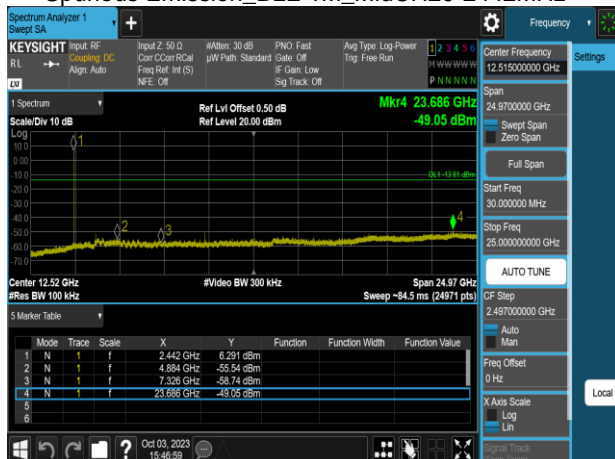 Spectrum Analyzer 1
Swept SA
+
Frequency
KEYSIGHT
RL
LXI
Input: RF
Coupling: DC
Align: Auto
Input Z: 50 Ω
Corr CCorr RCal
Freq Ref: Int (S)
NFE: Off
#Atten: 30 dB
µW Path: Standard
PNO: Fast
Gate: Off
IF Gain: Low
Sig Track: Off
Avg Type: Log-Power
Trig: Free Run
1 2 3 4 5 6
M W W W W W
P N N N N N
1 Spectrum
Scale/Div 10 dB
Ref Lvl Offset 0.50 dB
Ref Level 20.00 dBm
Mkr4 23.686 GHz
-49.05 dBm
Log
10.0
0.00
-10.0
-20.0
-30.0
-40.0
-50.0
-60.0
-70.0
1
2
3
4
DL1 -13.61 dBm
Center 12.52 GHz
#Res BW 100 kHz
#Video BW 300 kHz
Span 24.97 GHz
Sweep ~84.5 ms (24971 pts)
5 Marker Table
Mode Trace Scale X Y Function Function Width Function Value
1 N 1 f 2.442 GHz 6.291 dBm
2 N 1 f 4.884 GHz -55.54 dBm
3 N 1 f 7.326 GHz -58.74 dBm
4 N 1 f 23.686 GHz -49.05 dBm
5
6
?
Oct 03, 2023
15:46:59
Center Frequency
12.515000000 GHz
Settings
Span
24.9700000 GHz
Swept Span
Zero Span
Full Span
Start Freq
30.000000 MHz
Stop Freq
25.000000000 GHz
AUTO TUNE
CF Step
2.497000000 GHz
Auto
Man
Freq Offset
0 Hz
X Axis Scale
Log
Lin
Local
Signal Track